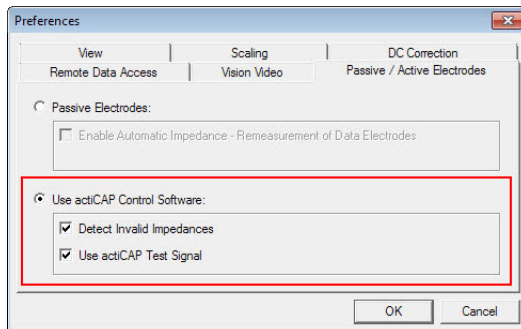 Preferences
View
Scaling
DC Correction
Remote Data Access
Vision Video
Passive / Active Electrodes
Passive Electrodes:
Enable Automatic Impedance - Remeasurement of Data Electrodes
Use actiCAP Control Software:
Detect Invalid Impedances
Use actiCAP Test Signal
OK
Cancel